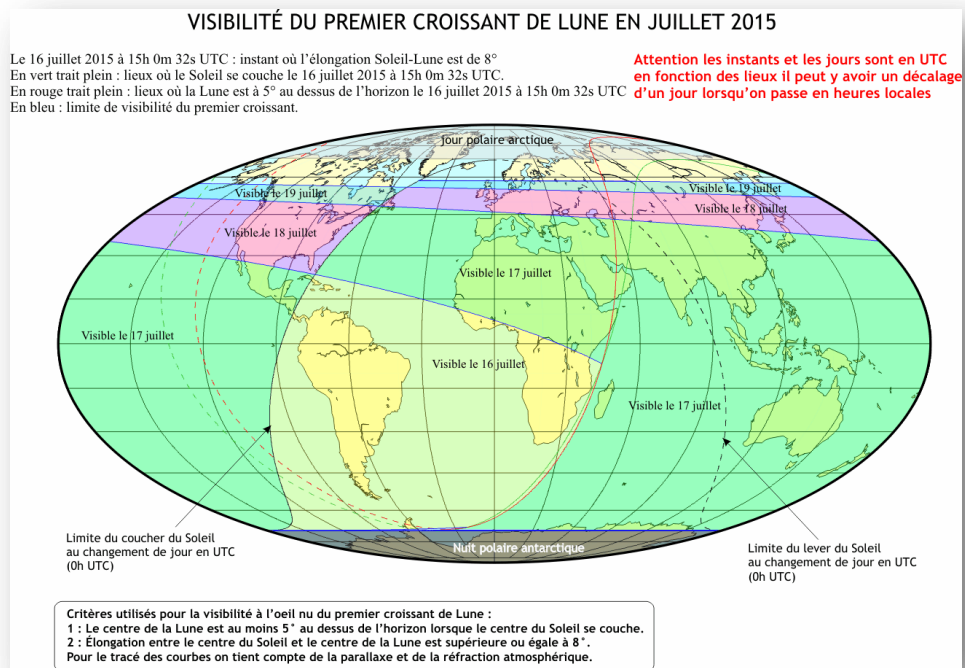 VISIBILITÉ DU PREMIER CROISSANT DE LUNE EN JUILLET 2015
Le 16 juillet 2015 à 15h 0m 32s UTC : instant où l'élongation Soleil-Lune est de 8°
En vert trait plein : lieux où le Soleil se couche le 16 juillet 2015 à 15h 0m 32s UTC.
En rouge trait plein : lieux où la Lune est à 5° au dessus de l'horizon le 16 juillet 2015 à 15h 0m 32s UTC
En bleu : limite de visibilité du premier croissant.
Attention les instants et les jours sont en UTC
en fonction des lieux il peut y avoir un décalage
d'un jour lorsqu'on passe en heures locales
jour polaire arctique
Visible le 19 juillet
Visible le 19 juillet
Visible le 18 juillet
Visible le 18 juillet
Visible le 17 juillet
Visible le 17 juillet
Visible le 16 juillet
Visible le 17 juillet
Limite du coucher du Soleil
au changement de jour en UTC
(0h UTC)
Nuit polaire antarctique
Limite du lever du Soleil
au changement de jour en UTC
(0h UTC)
Critères utilisés pour la visibilité à l'oeil nu du premier croissant de Lune :
1 : Le centre de la Lune est au moins 5° au dessus de l'horizon lorsque le centre du Soleil se couche.
2 : Élongation entre le centre du Soleil et le centre de la Lune est supérieure ou égale à 8°.
Pour le tracé des courbes on tient compte de la parallaxe et de la réfraction atmosphérique.